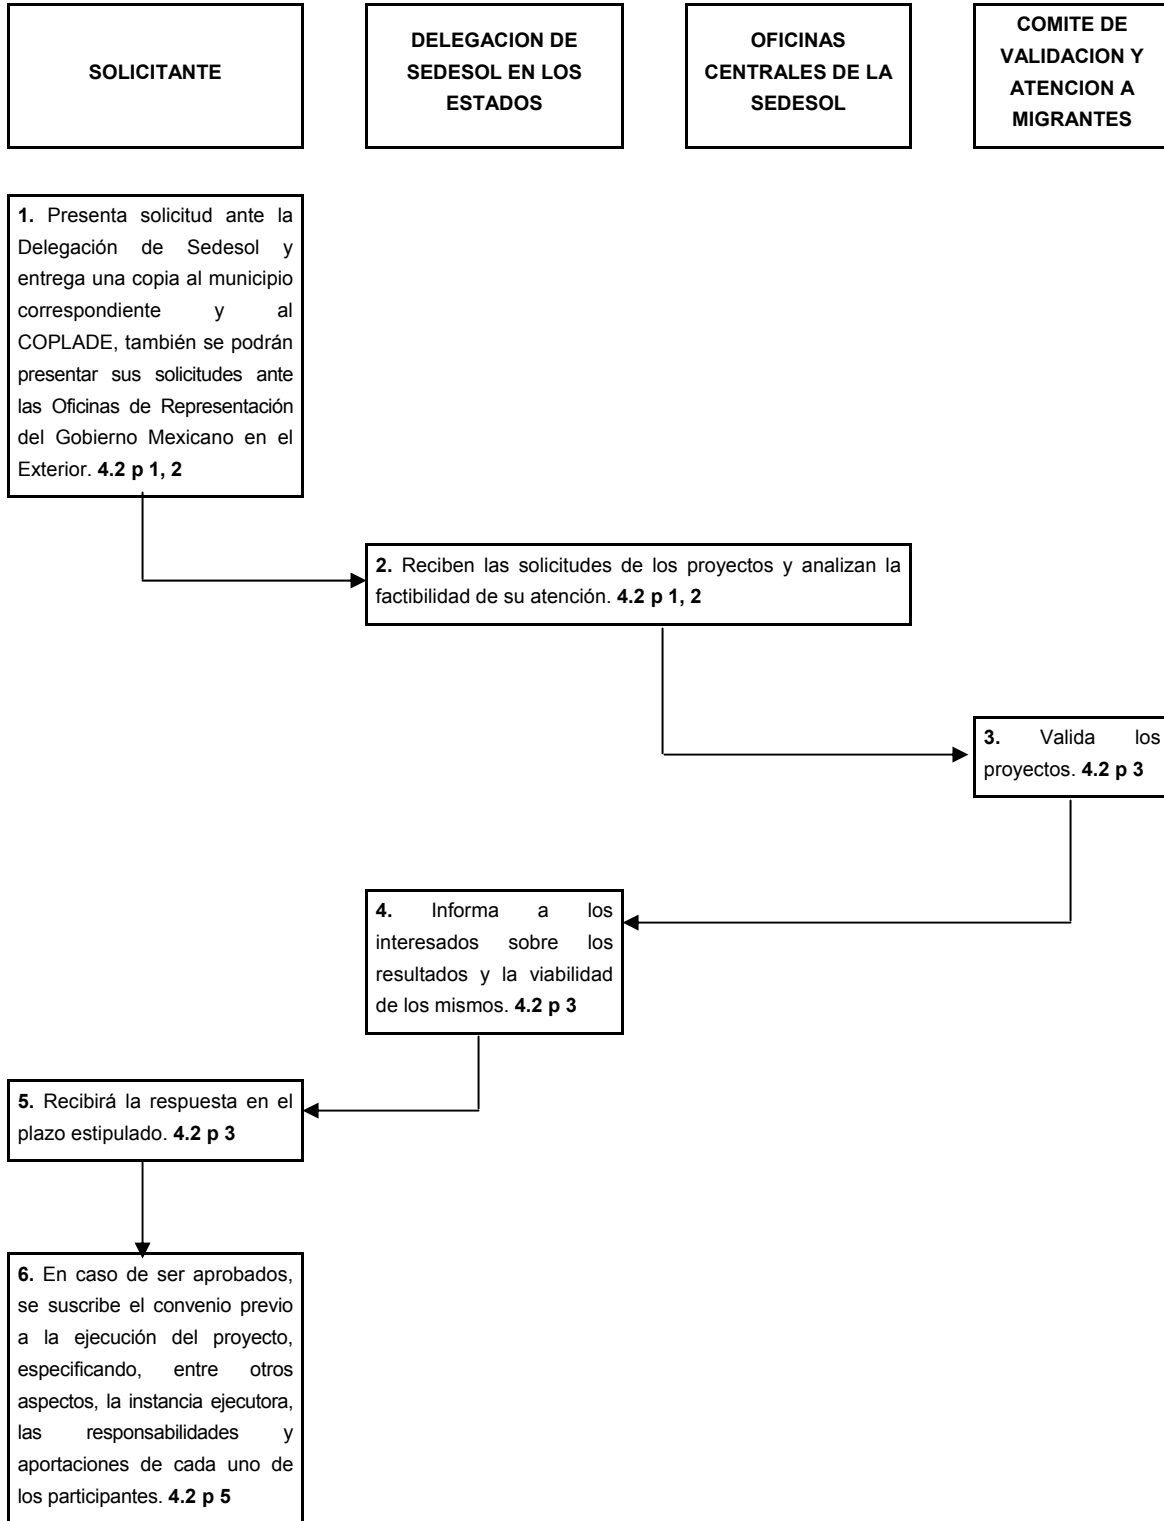 SOLICITANTE
DELEGACION DE
SEDESOL EN LOS
ESTADOS
OFICINAS
CENTRALES DE LA
SEDESOL
COMITE DE
VALIDACION Y
ATENCION A
MIGRANTES
1. Presenta solicitud ante la
Delegación de Sedesol y
entrega una copia al municipio
correspondiente y al
COPLADE, también se podrán
presentar sus solicitudes ante
las Oficinas de Representación
del Gobierno Mexicano en el
Exterior. 4.2 p 1, 2
2. Reciben las solicitudes de los proyectos y analizan la
factibilidad de su atención. 4.2 p 1, 2
3. Valida los
proyectos. 4.2 p 3
4. Informa a los
interesados sobre los
resultados y la viabilidad
de los mismos. 4.2 p 3
5. Recibirá la respuesta en el
plazo estipulado. 4.2 p 3
6. En caso de ser aprobados,
se suscribe el convenio previo
a la ejecución del proyecto,
especificando, entre otros
aspectos, la instancia ejecutora,
las responsabilidades y
aportaciones de cada uno de
los participantes. 4.2 p 5